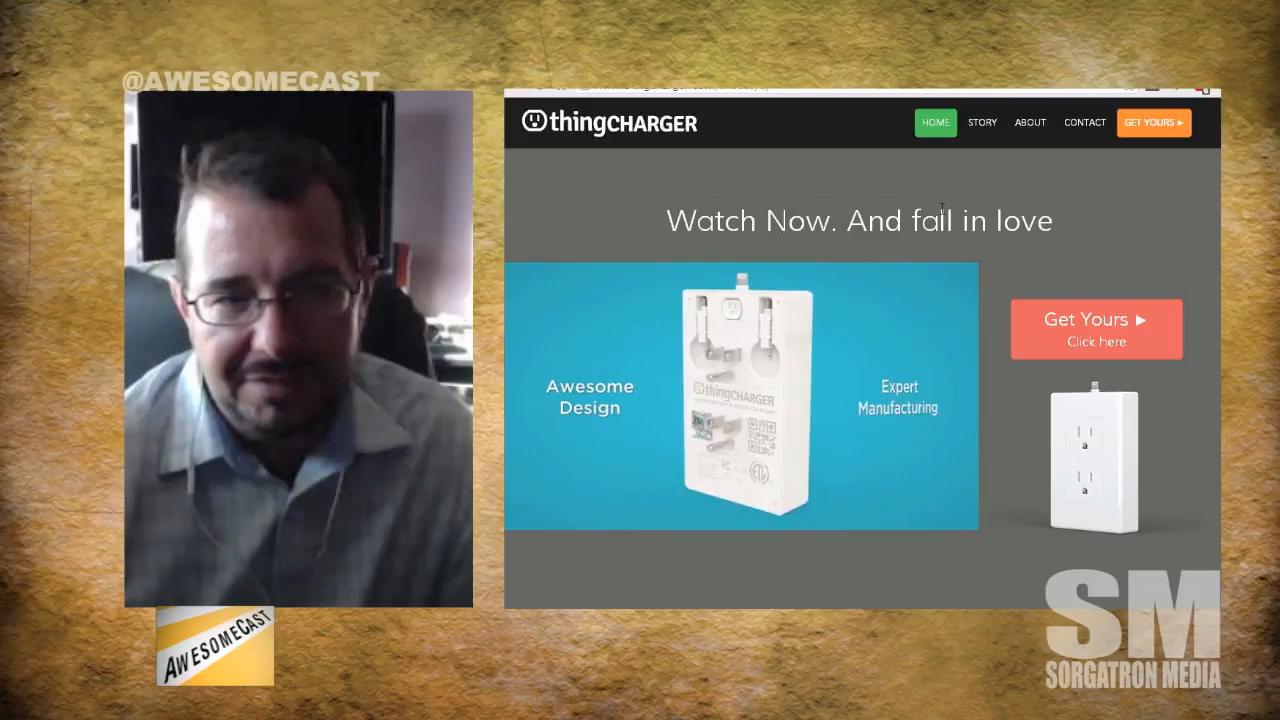 @AWESOMECAST
thingCHARGER
HOME
STORY
ABOUT
CONTACT
GET YOURS ▶
Watch Now. And fall in love
Awesome
Design
thingCHARGER
Expert
Manufacturing
Get Yours ▶
Click here
AWESOMECAST
SM
SORGATRON MEDIA